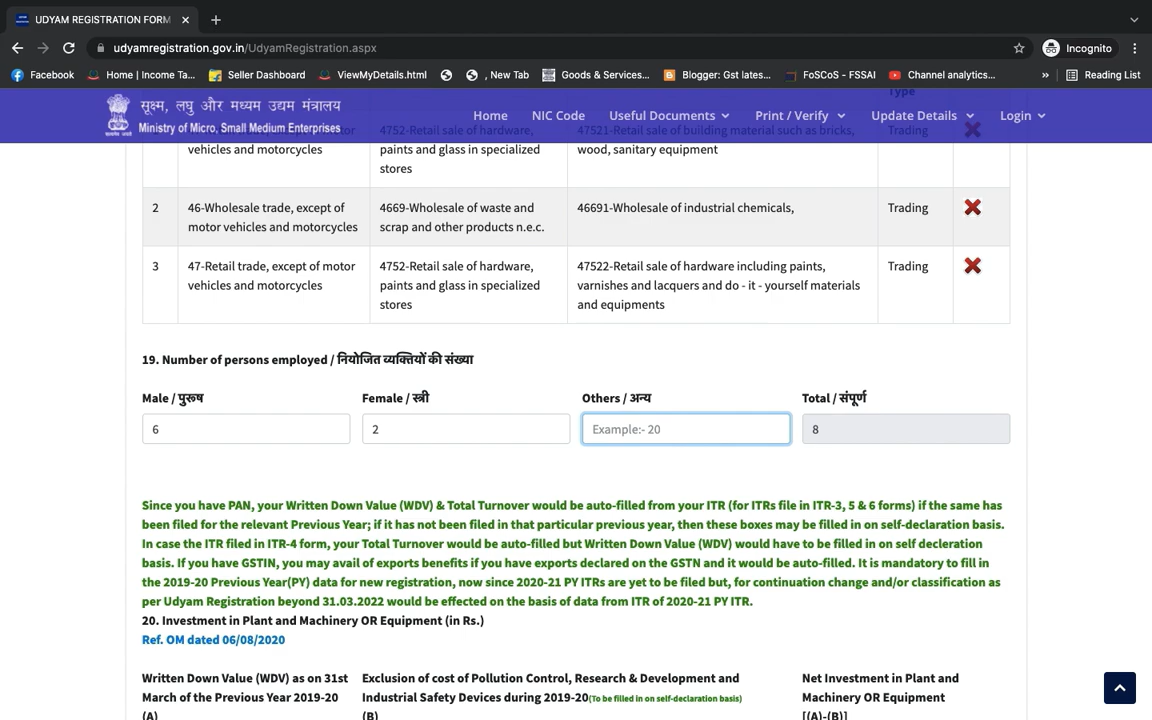 UDYAM REGISTRATION FORM
udyamregistration.gov.in/UdyamRegistration.aspx
Incognito
Facebook
Home | Income Ta...
Seller Dashboard
ViewMyDetails.html
, New Tab
Goods & Services...
Blogger: Gst lates...
FoSCoS - FSSAI
Channel analytics...
»
Reading List
सूक्ष्म, लघु और मध्यम उद्यम मंत्रालय
Ministry of Micro, Small Medium Enterprises
Home
NIC Code
Useful Documents
Print / Verify
Update Details
Login
Type
vehicles and motorcycles
4752-Retail sale of hardware,
paints and glass in specialized
stores
47521-Retail sale of building material such as bricks,
wood, sanitary equipment
Trading
2
46-Wholesale trade, except of
motor vehicles and motorcycles
4669-Wholesale of waste and
scrap and other products n.e.c.
46691-Wholesale of industrial chemicals,
Trading
3
47-Retail trade, except of motor
vehicles and motorcycles
4752-Retail sale of hardware,
paints and glass in specialized
stores
47522-Retail sale of hardware including paints,
varnishes and lacquers and do - it - yourself materials
and equipments
Trading
19. Number of persons employed / नियोजित व्यक्तियों की संख्या
Male / पुरूष
Female / स्त्री
Others / अन्य
Total / संपूर्ण
6
2
Example:- 20
8
Since you have PAN, your Written Down Value (WDV) & Total Turnover would be auto-filled from your ITR (for ITRs file in ITR-3, 5 & 6 forms) if the same has
been filed for the relevant Previous Year; if it has not been filed in that particular previous year, then these boxes may be filled in on self-declaration basis.
In case the ITR filed in ITR-4 form, your Total Turnover would be auto-filled but Written Down Value (WDV) would have to be filled in on self decleration
basis. If you have GSTIN, you may avail of exports benefits if you have exports declared on the GSTN and it would be auto-filled. It is mandatory to fill in
the 2019-20 Previous Year(PY) data for new registration, now since 2020-21 PY ITRs are yet to be filed but, for continuation change and/or classification as
per Udyam Registration beyond 31.03.2022 would be effected on the basis of data from ITR of 2020-21 PY ITR.
20. Investment in Plant and Machinery OR Equipment (in Rs.)
Ref. OM dated 06/08/2020
Written Down Value (WDV) as on 31st
March of the Previous Year 2019-20
(A)
Exclusion of cost of Pollution Control, Research & Development and
Industrial Safety Devices during 2019-20(To be filled in on self-declaration basis)
(B)
Net Investment in Plant and
Machinery OR Equipment
[(A)-(B)]